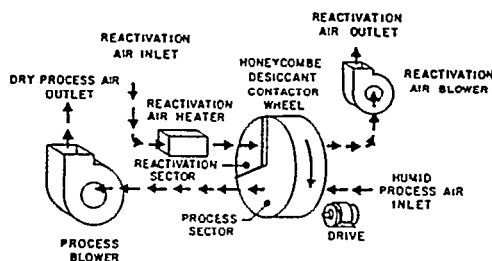 REACTIVATION
AIR INLET
REACTIVATION
AIR OUTLET
DRY PROCESS AIR
OUTLET
HONEYCOMBE
DESICCANT
CONTACTOR
WHEEL
REACTIVATION
AIR BLOWER
REACTIVATION
AIR HEATER
REACTIVATION
SECTOR
HUMID
PROCESS AIR
INLET
PROCESS
SECTOR
DRIVE
PROCESS
BLOWER